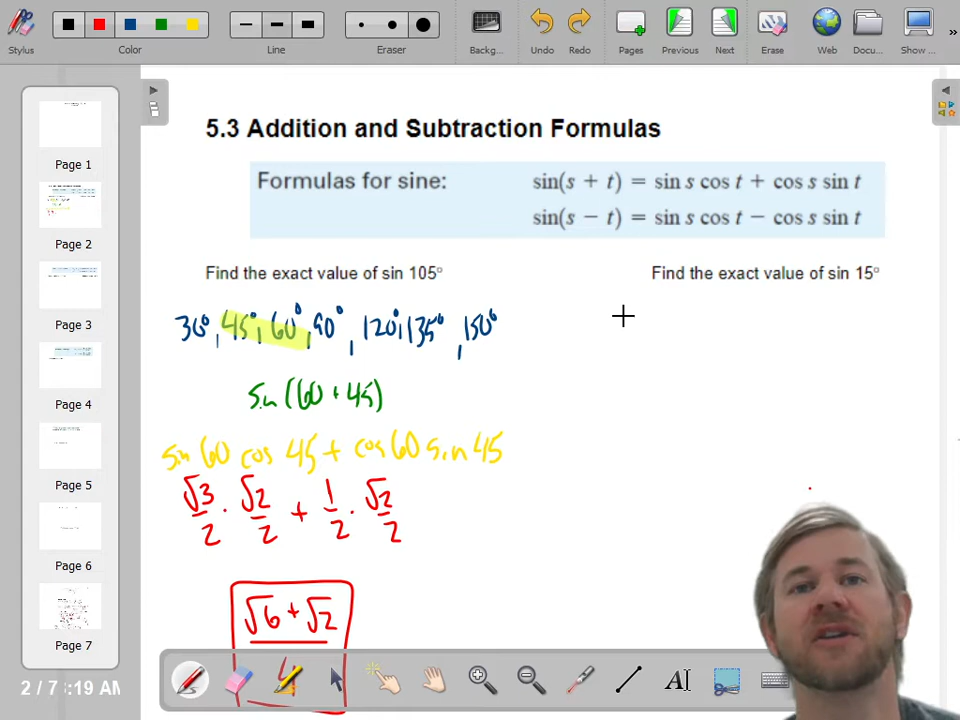 Stylus
Color
Line
Eraser
Backg...
Undo
Redo
Pages
Previous
Next
Erase
Web
Docu...
Show ...
»
Page 1
Page 2
Page 3
Page 4
Page 5
Page 6
Page 7
2 / 7
:19 AM
5.3 Addition and Subtraction Formulas
Formulas for sine: sin(s + t) = sin s cos t + cos s sin t
sin(s − t) = sin s cos t − cos s sin t
Find the exact value of sin 105°
Find the exact value of sin 15°
30°, 45°, 60°, 90°, 120°, 135°, 150°
sin (60 + 45)
sin 60 cos 45 + cos 60 sin 45
√3/2 · √2/2 + 1/2 · √2/2
√6 + √2